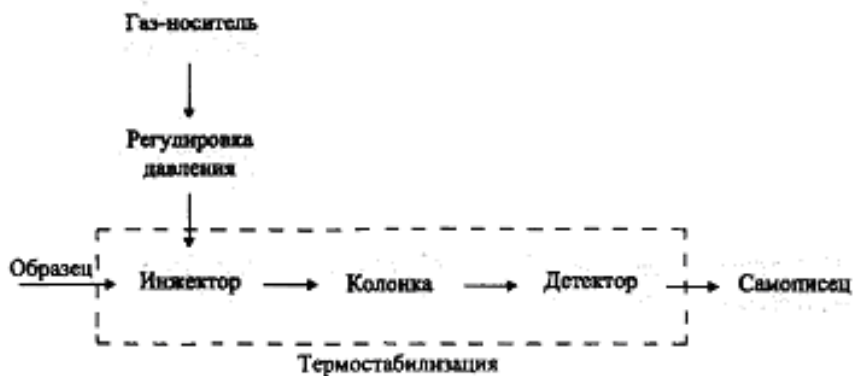 Газ-носитель
Регулировка
давления
Образец
Инжектор
Колонка
Детектор
Самописец
Термостабилизация